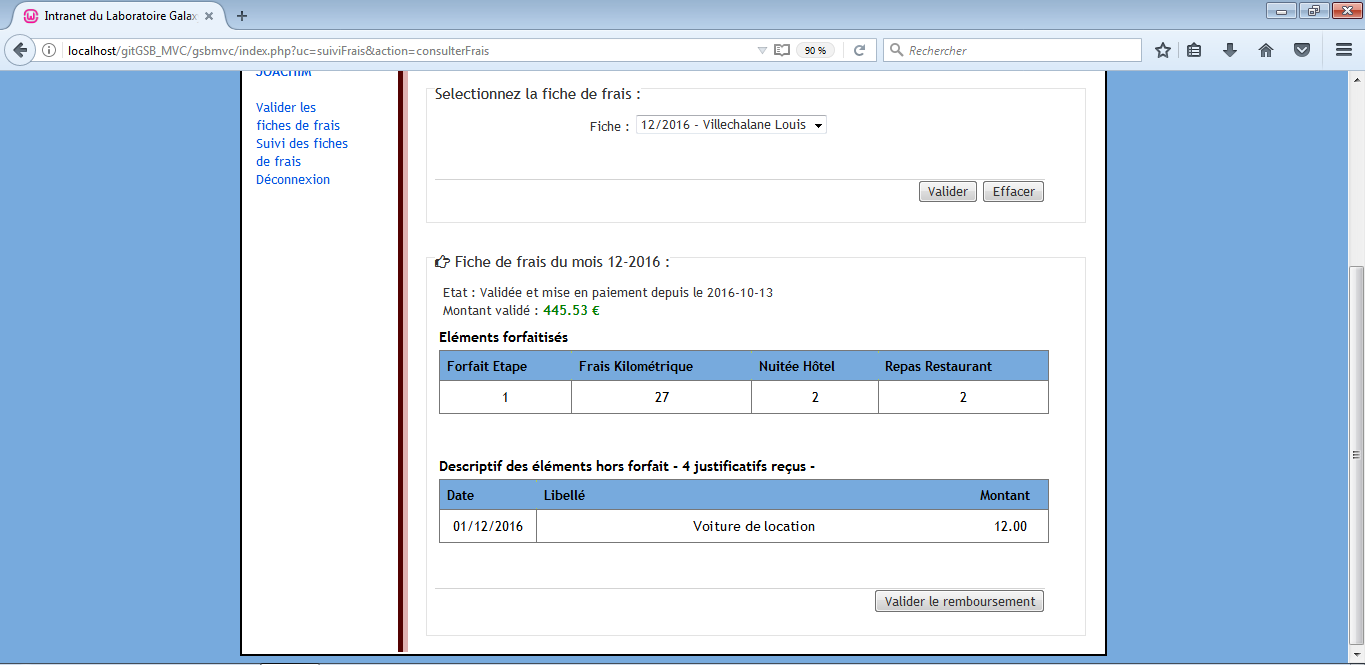 Intranet du Laboratoire Galax
localhost/gitGSB_MVC/gsbmvc/index.php?uc=suiviFrais&action=consulterFrais
90 %
Rechercher
JOACHIM
Valider les
fiches de frais
Suivi des fiches
de frais
Déconnexion
Selectionnez la fiche de frais :
Fiche : 12/2016 - Villechalane Louis
Valider Effacer
Fiche de frais du mois 12-2016 :
Etat : Validée et mise en paiement depuis le 2016-10-13
Montant validé : 445.53 €
Eléments forfaitisés
Forfait Etape Frais Kilométrique Nuitée Hôtel Repas Restaurant
1 27 2 2
Descriptif des éléments hors forfait - 4 justificatifs reçus -
Date Libellé Montant
01/12/2016 Voiture de location 12.00
Valider le remboursement